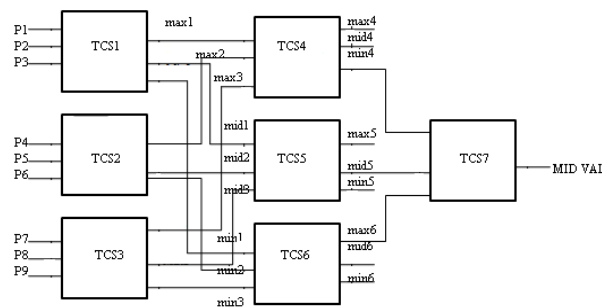 P1
P2
P3
TCS1
max1
max2
max3
TCS4
max4
mid4
min4
P4
P5
P6
TCS2
mid1
mid2
mid3
TCS5
max5
mid5
min5
TCS7
MID VAL
P7
P8
P9
TCS3
min1
min2
min3
TCS6
max6
mid6
min6